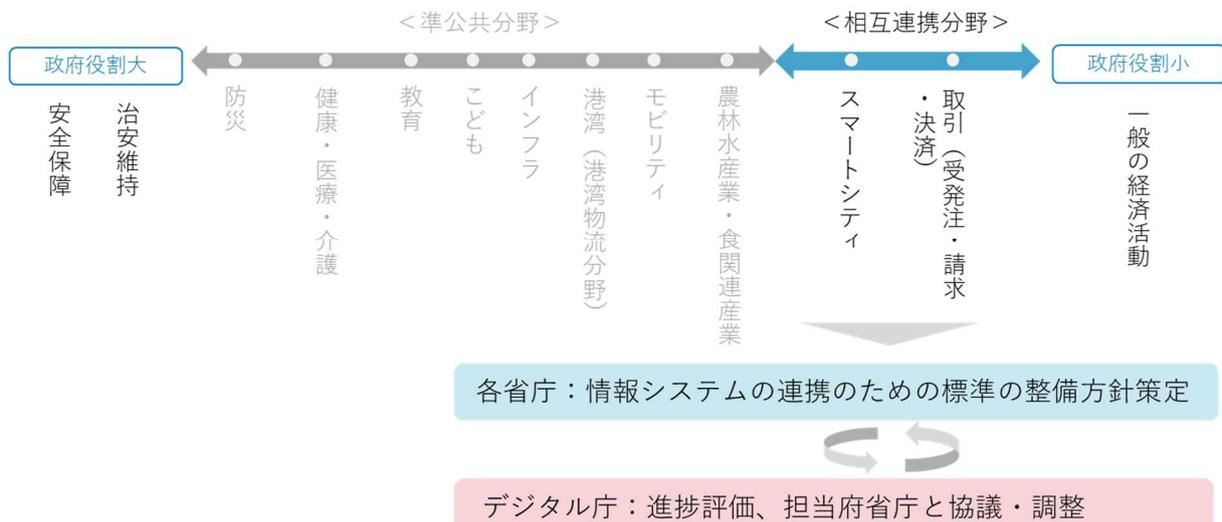 ＜準公共分野＞
＜相互連携分野＞
政府役割大
政府役割小
安全保障
治安維持
防災
健康・医療・介護
教育
こども
インフラ
港湾（港湾物流分野）
モビリティ
農林水産業・食関連産業
スマートシティ
取引（受発注・請求
・決済）
一般の経済活動
各省庁：情報システムの連携のための標準の整備方針策定
デジタル庁：進捗評価、担当府省庁と協議・調整